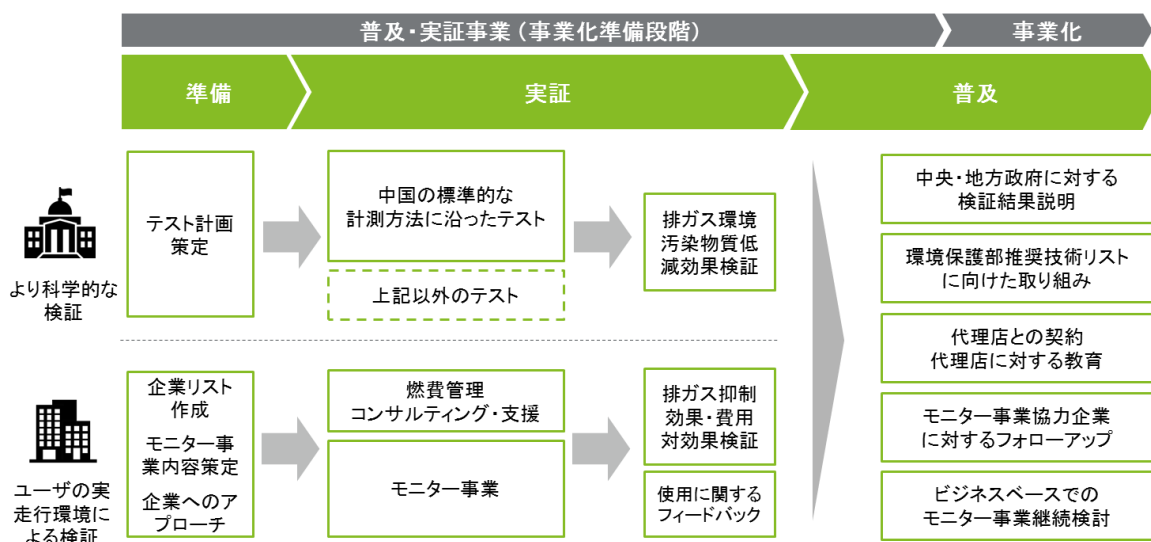 普及・実証事業（事業化準備段階）
事業化
準備
実証
普及
より科学的な
検証
テスト計画
策定
中国の標準的な
計測方法に沿ったテスト
上記以外のテスト
排ガス環境
汚染物質低
減効果検証
ユーザの実
走行環境に
よる検証
企業リスト
作成
モニター事
業内容策定
企業へのア
プローチ
燃費管理
コンサルティング・支援
モニター事業
排ガス抑制
効果・費用
対効果検証
使用に関する
フィードバック
中央・地方政府に対する
検証結果説明
環境保護部推奨技術リスト
に向けた取り組み
代理店との契約
代理店に対する教育
モニター事業協力企業
に対するフォローアップ
ビジネスベースでの
モニター事業継続検討